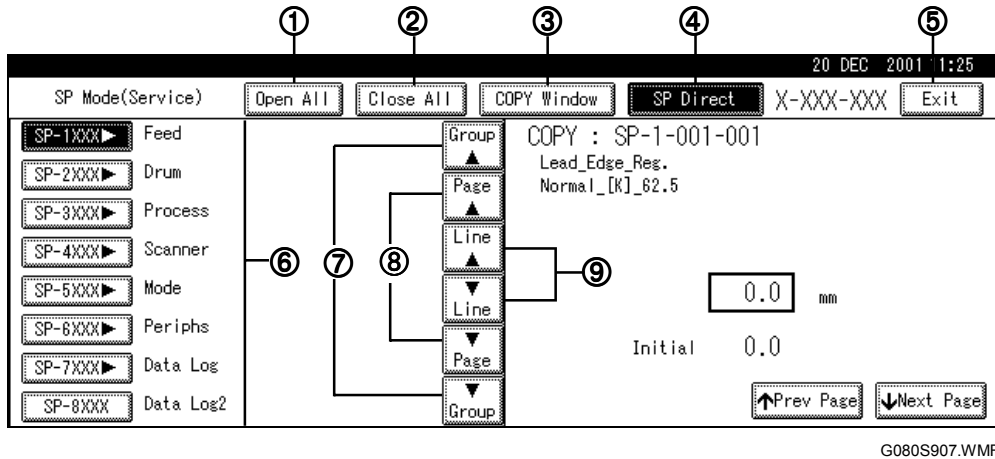 ① ② ③ ④ ⑤
20 DEC 2001 11:25
SP Mode(Service) Open All Close All COPY Window SP Direct X-XXX-XXX Exit
SP-1XXX▶ Feed
SP-2XXX▶ Drum
SP-3XXX▶ Process
SP-4XXX▶ Scanner
SP-5XXX▶ Mode
SP-6XXX▶ Periphs
SP-7XXX▶ Data Log
SP-8XXX Data Log2
⑥ ⑦ ⑧ ⑨
Group
▲
Page
▲
Line
▲
▼
Line
▼
Page
▼
Group
COPY : SP-1-001-001
Lead_Edge_Reg.
Normal_[K]_62.5
0.0 mm
Initial 0.0
↑Prev Page ↓Next Page
G080S907.WMF